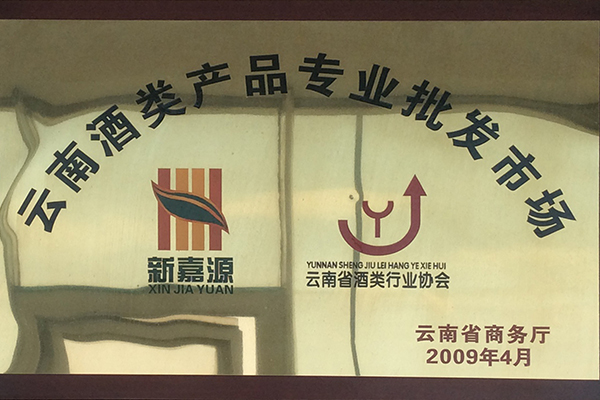 云南酒类产品专业批发市场
新嘉源
XIN JIA YUAN
YUNNAN SHENG JIU LEI HANG YE XIE HUI
云南省酒类行业协会
云南省商务厅
2009年4月